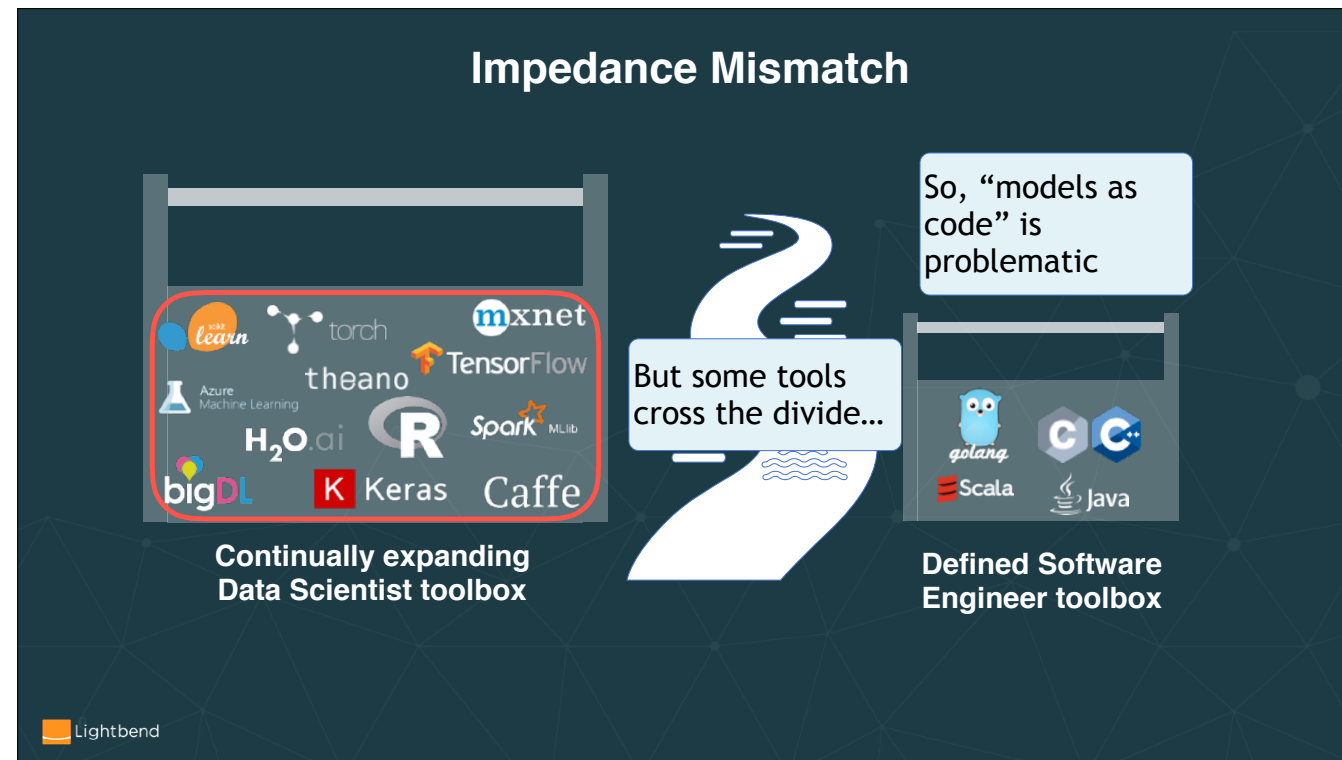 Impedance Mismatch
So, “models as
code” is
problematic
scikit
learn
torch
mxnet
theano
TensorFlow
Azure
Machine Learning
H2O.ai
R
Spark MLlib
bigDL
K Keras
Caffe
But some tools
cross the divide…
golang
C
C++
Scala
Java
Continually expanding
Data Scientist toolbox
Defined Software
Engineer toolbox
Lightbend